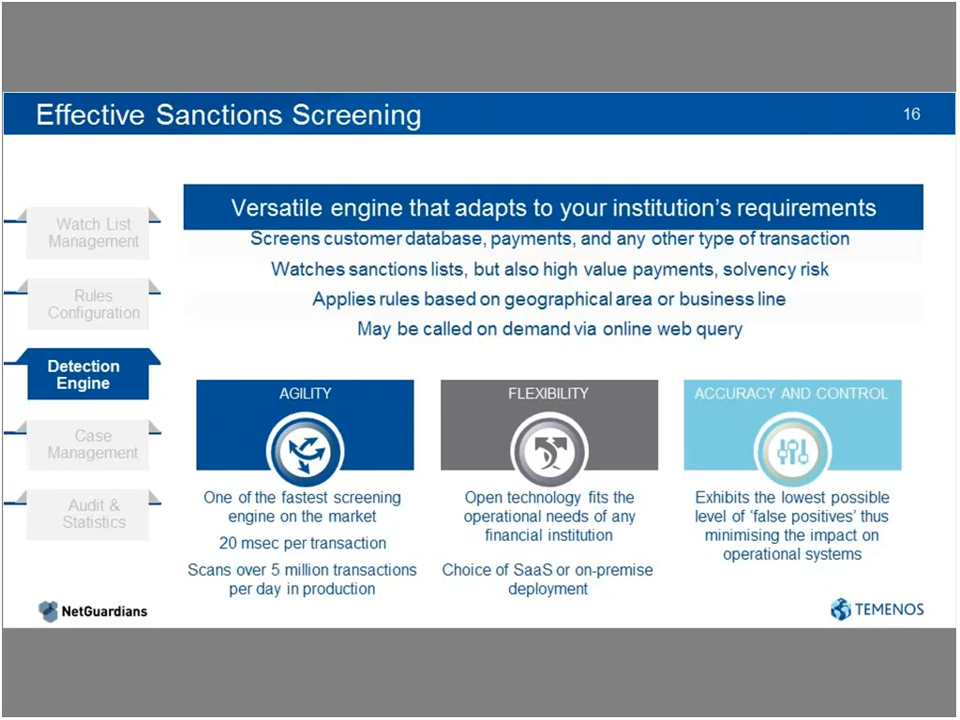 Effective Sanctions Screening
16
Watch List
Management
Rules
Configuration
Detection
Engine
Case
Management
Audit &
Statistics
Versatile engine that adapts to your institution's requirements
Screens customer database, payments, and any other type of transaction
Watches sanctions lists, but also high value payments, solvency risk
Applies rules based on geographical area or business line
May be called on demand via online web query
AGILITY
One of the fastest screening
engine on the market
20 msec per transaction
Scans over 5 million transactions
per day in production
FLEXIBILITY
Open technology fits the
operational needs of any
financial institution
Choice of SaaS or on-premise
deployment
ACCURACY AND CONTROL
Exhibits the lowest possible
level of 'false positives' thus
minimising the impact on
operational systems
NetGuardians
TEMENOS